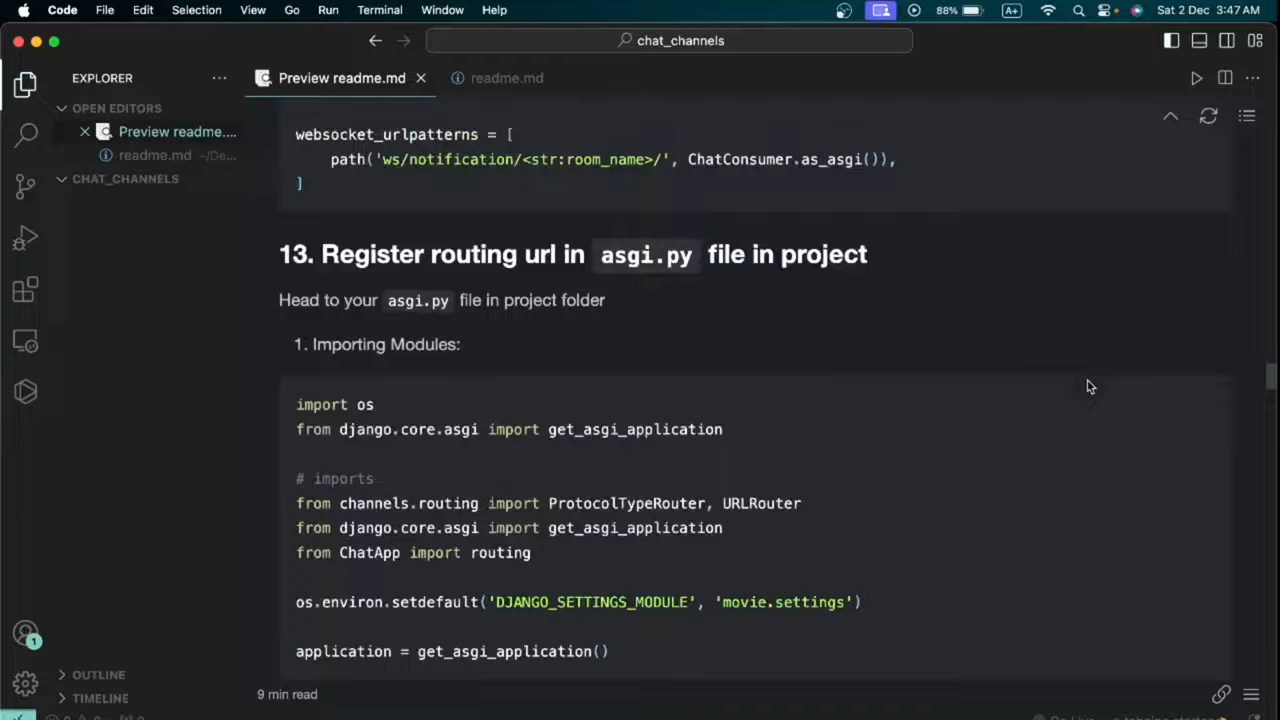 Code File Edit Selection View Go Run Terminal Window Help 88% A+ Sat 2 Dec 3:47 AM
chat_channels
EXPLORER
Preview readme.md
readme.md
OPEN EDITORS
Preview readme....
readme.md ~/De...
CHAT_CHANNELS
websocket_urlpatterns = [
path('ws/notification/<str:room_name>/', ChatConsumer.as_asgi()),
]
13. Register routing url in asgi.py file in project
Head to your asgi.py file in project folder
1. Importing Modules:
import os
from django.core.asgi import get_asgi_application
# imports
from channels.routing import ProtocolTypeRouter, URLRouter
from django.core.asgi import get_asgi_application
from ChatApp import routing
os.environ.setdefault('DJANGO_SETTINGS_MODULE', 'movie.settings')
application = get_asgi_application()
1
OUTLINE
TIMELINE
9 min read